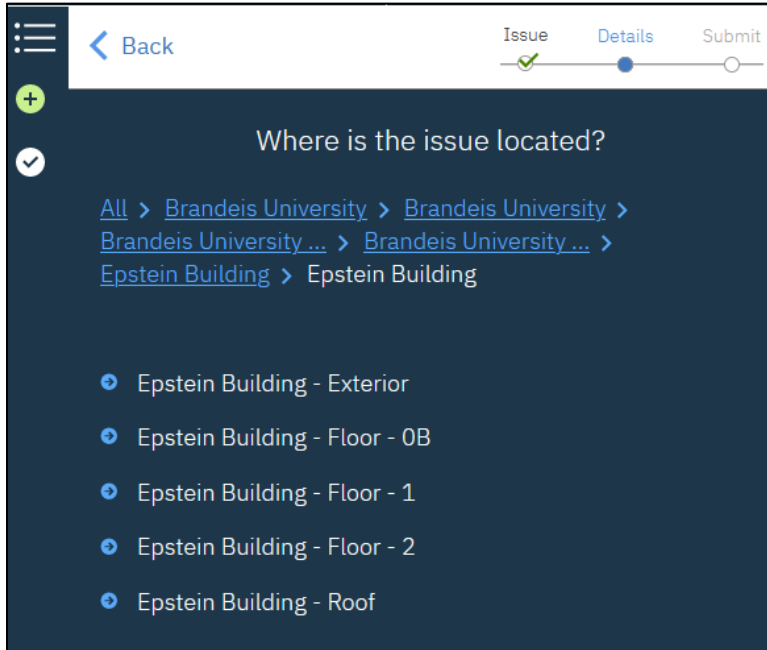 Back
Issue Details Submit
Where is the issue located?
All > Brandeis University > Brandeis University >
Brandeis University ... > Brandeis University ... >
Epstein Building > Epstein Building
Epstein Building - Exterior
Epstein Building - Floor - 0B
Epstein Building - Floor - 1
Epstein Building - Floor - 2
Epstein Building - Roof